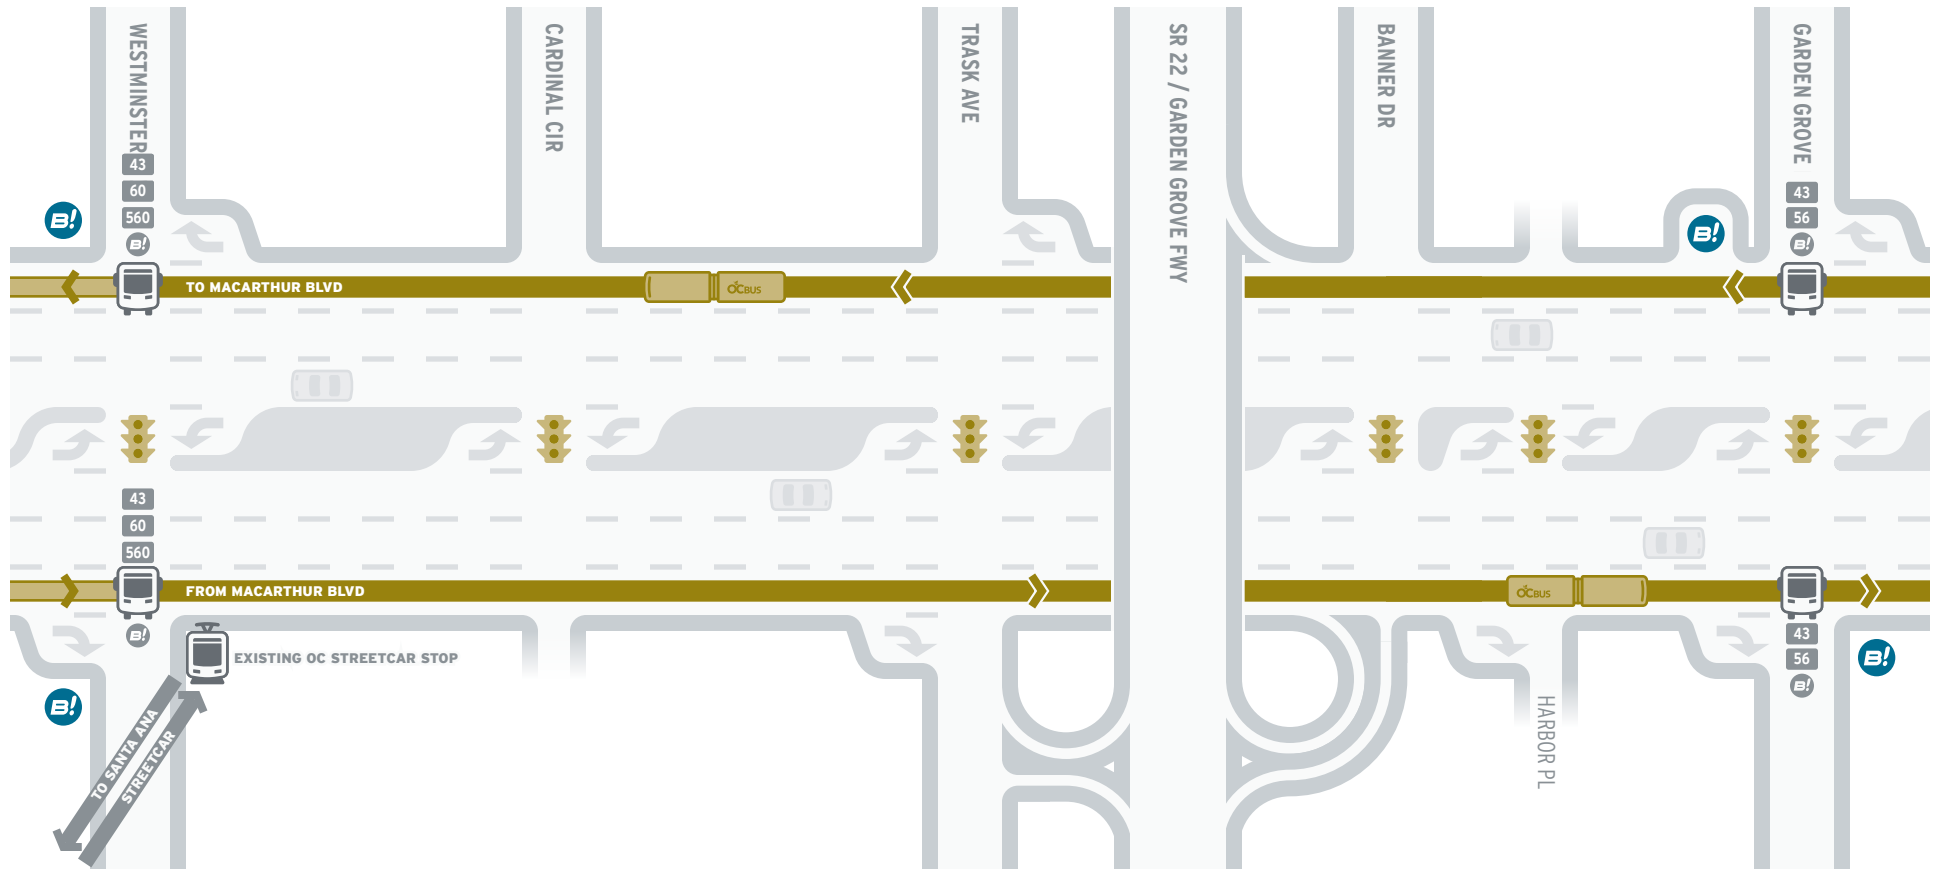 WESTMINSTER
CARDINAL CIR
TRASK AVE
SR 22 / GARDEN GROVE FWY
BANNER DR
GARDEN GROVE
43
60
560
B!
B!
43
56
B!
B!
TO MACARTHUR BLVD
OCBUS
43
60
560
FROM MACARTHUR BLVD
OCBUS
B!
43
56
B!
B!
EXISTING OC STREETCAR STOP
B!
TO SANTA ANA
STREETCAR
HARBOR PL